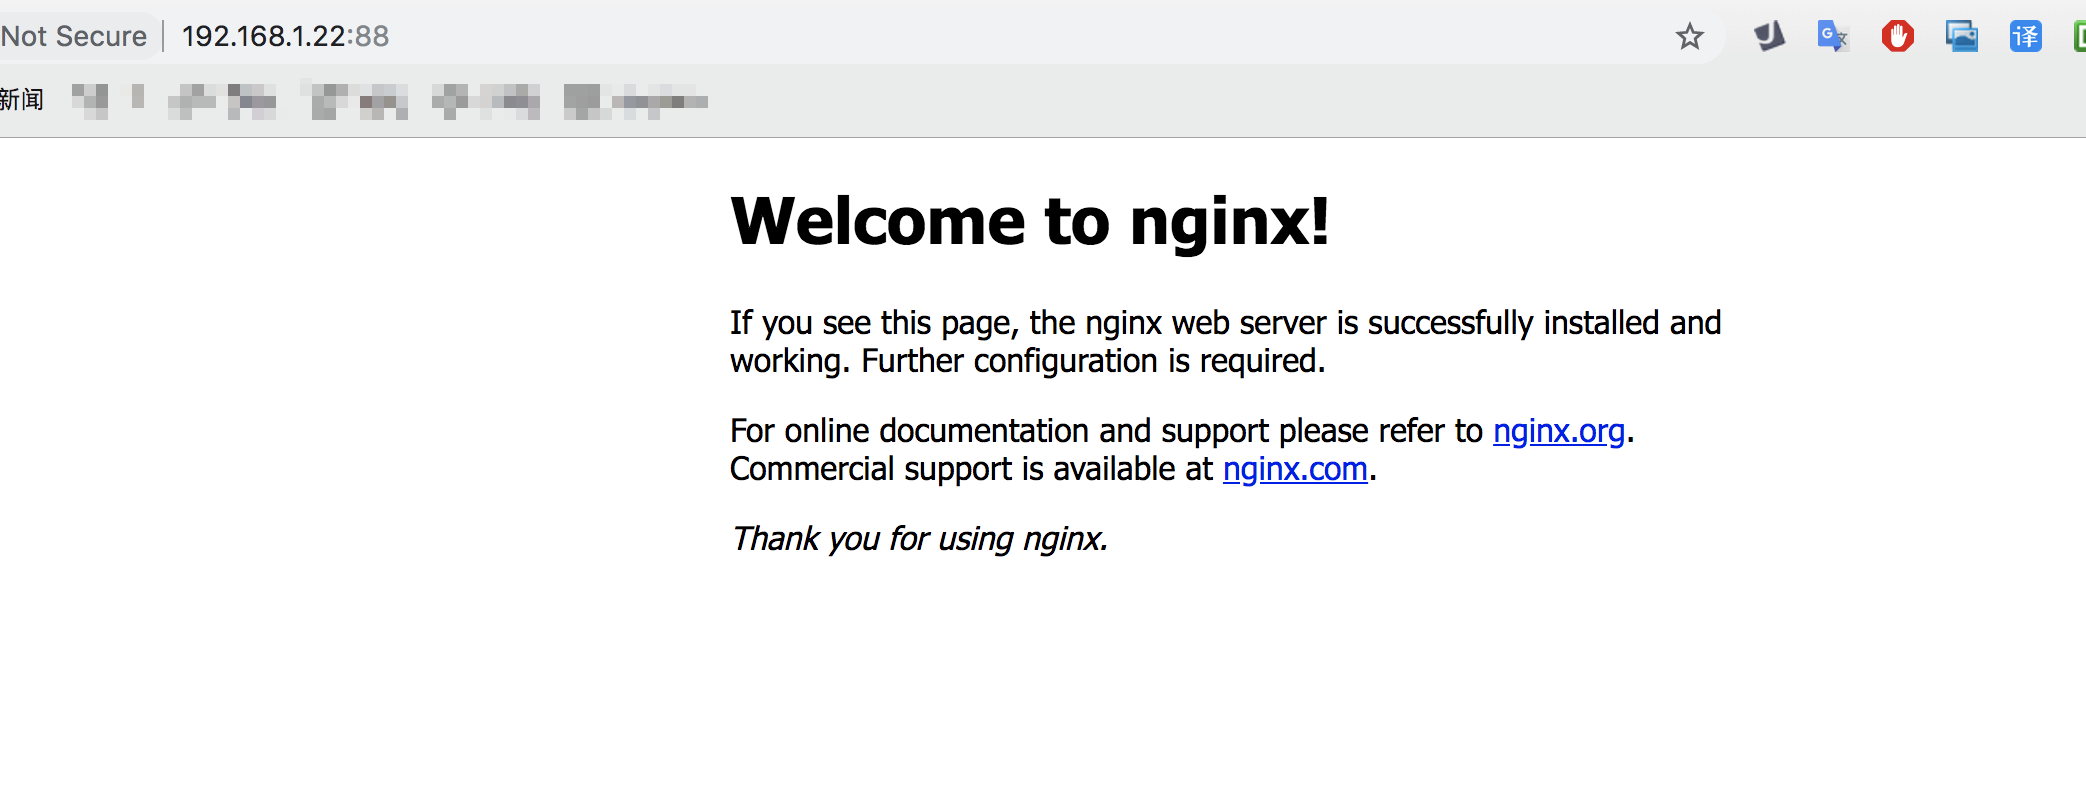 Not Secure | 192.168.1.22:88
译
新闻
Welcome to nginx!
If you see this page, the nginx web server is successfully installed and
working. Further configuration is required.
For online documentation and support please refer to nginx.org.
Commercial support is available at nginx.com.
Thank you for using nginx.